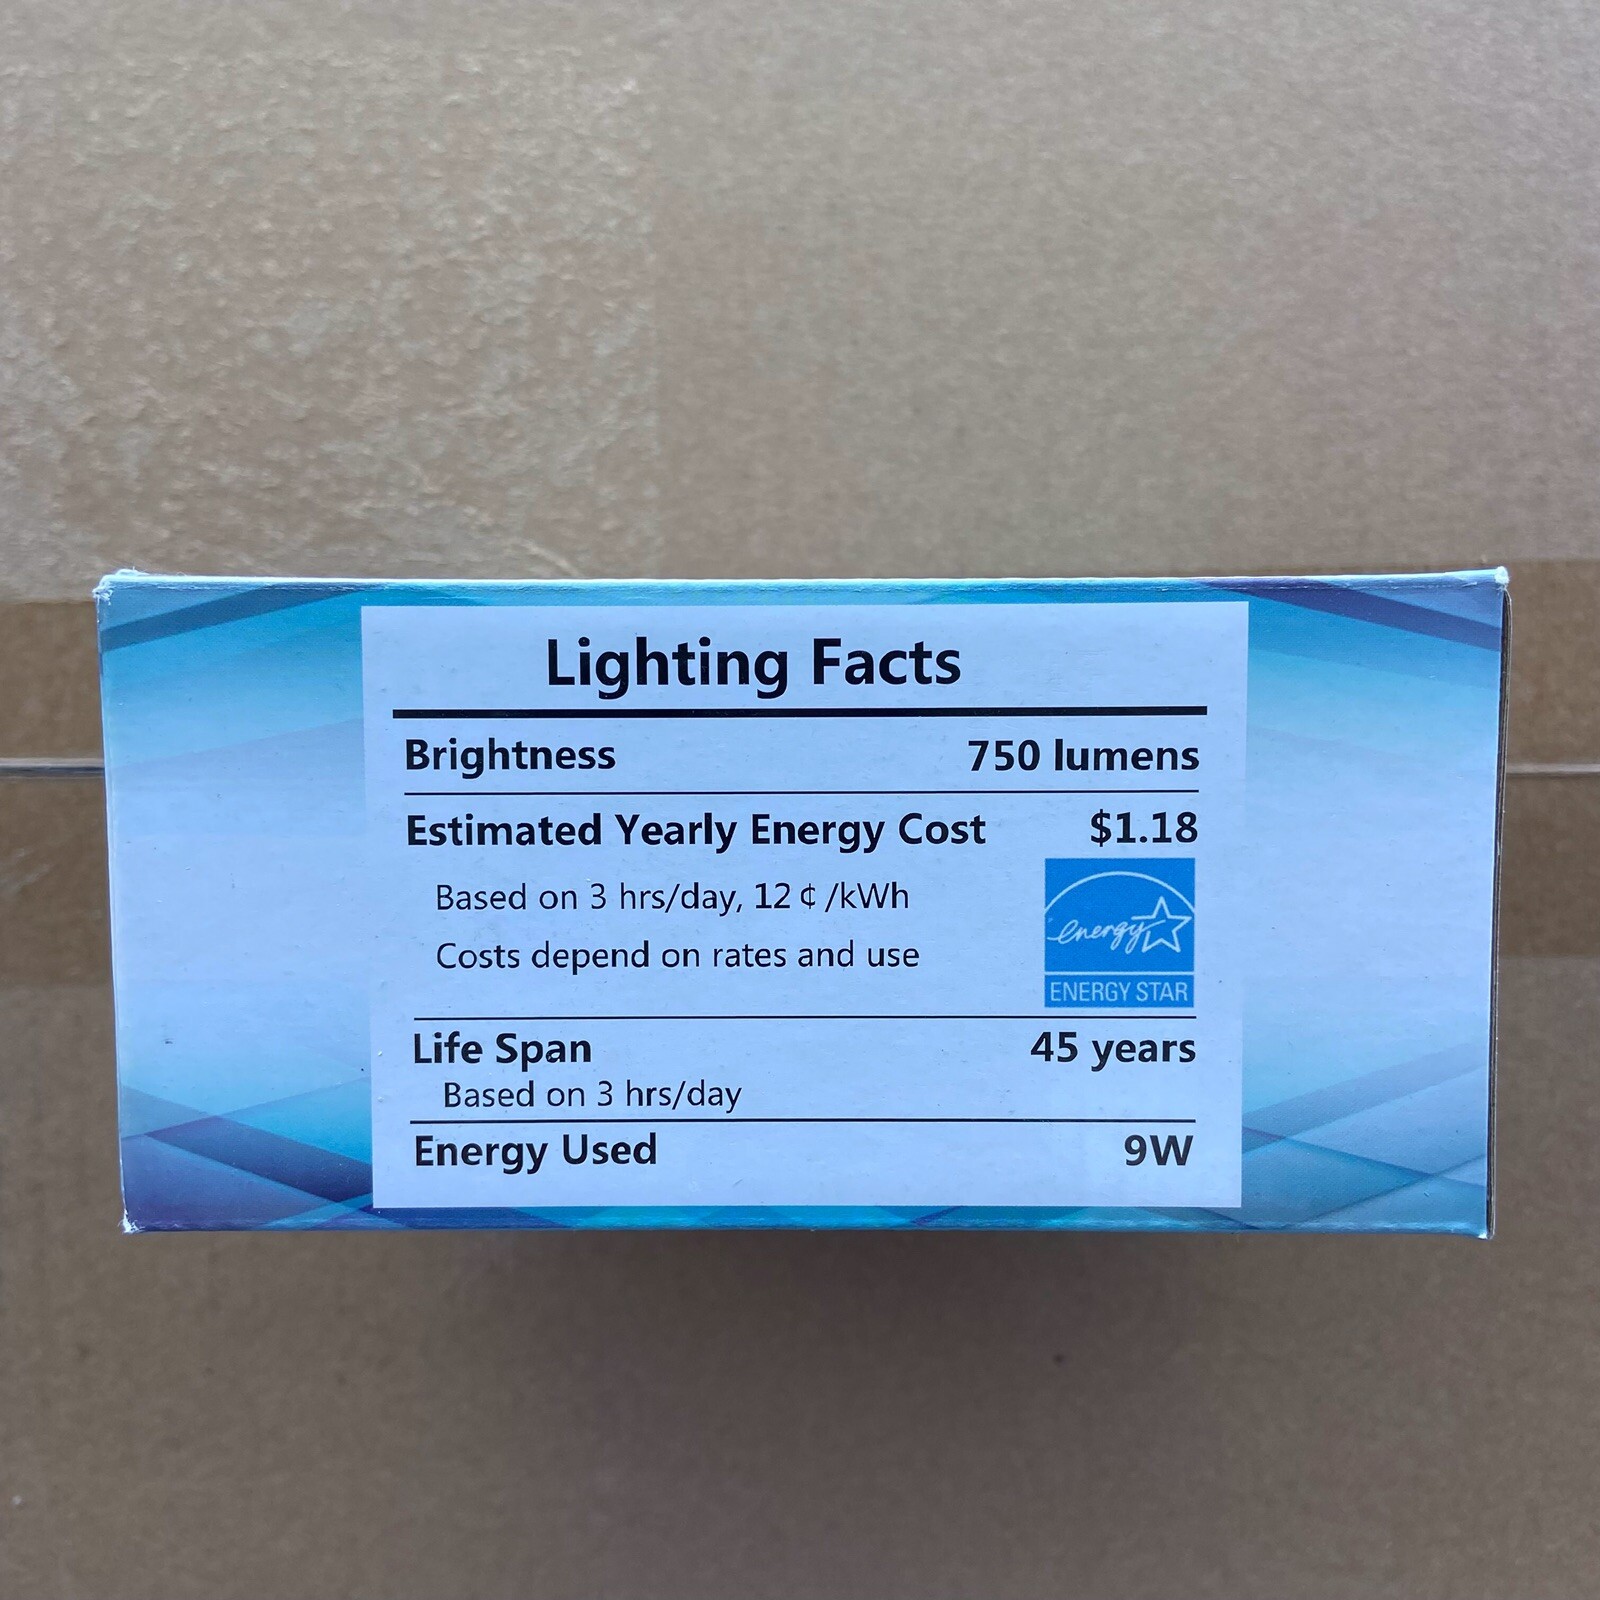 Lighting Facts
Brightness 750 lumens
Estimated Yearly Energy Cost $1.18
Based on 3 hrs/day, 12 ¢ /kWh
Costs depend on rates and use
energy
ENERGY STAR
Life Span 45 years
Based on 3 hrs/day
Energy Used 9W